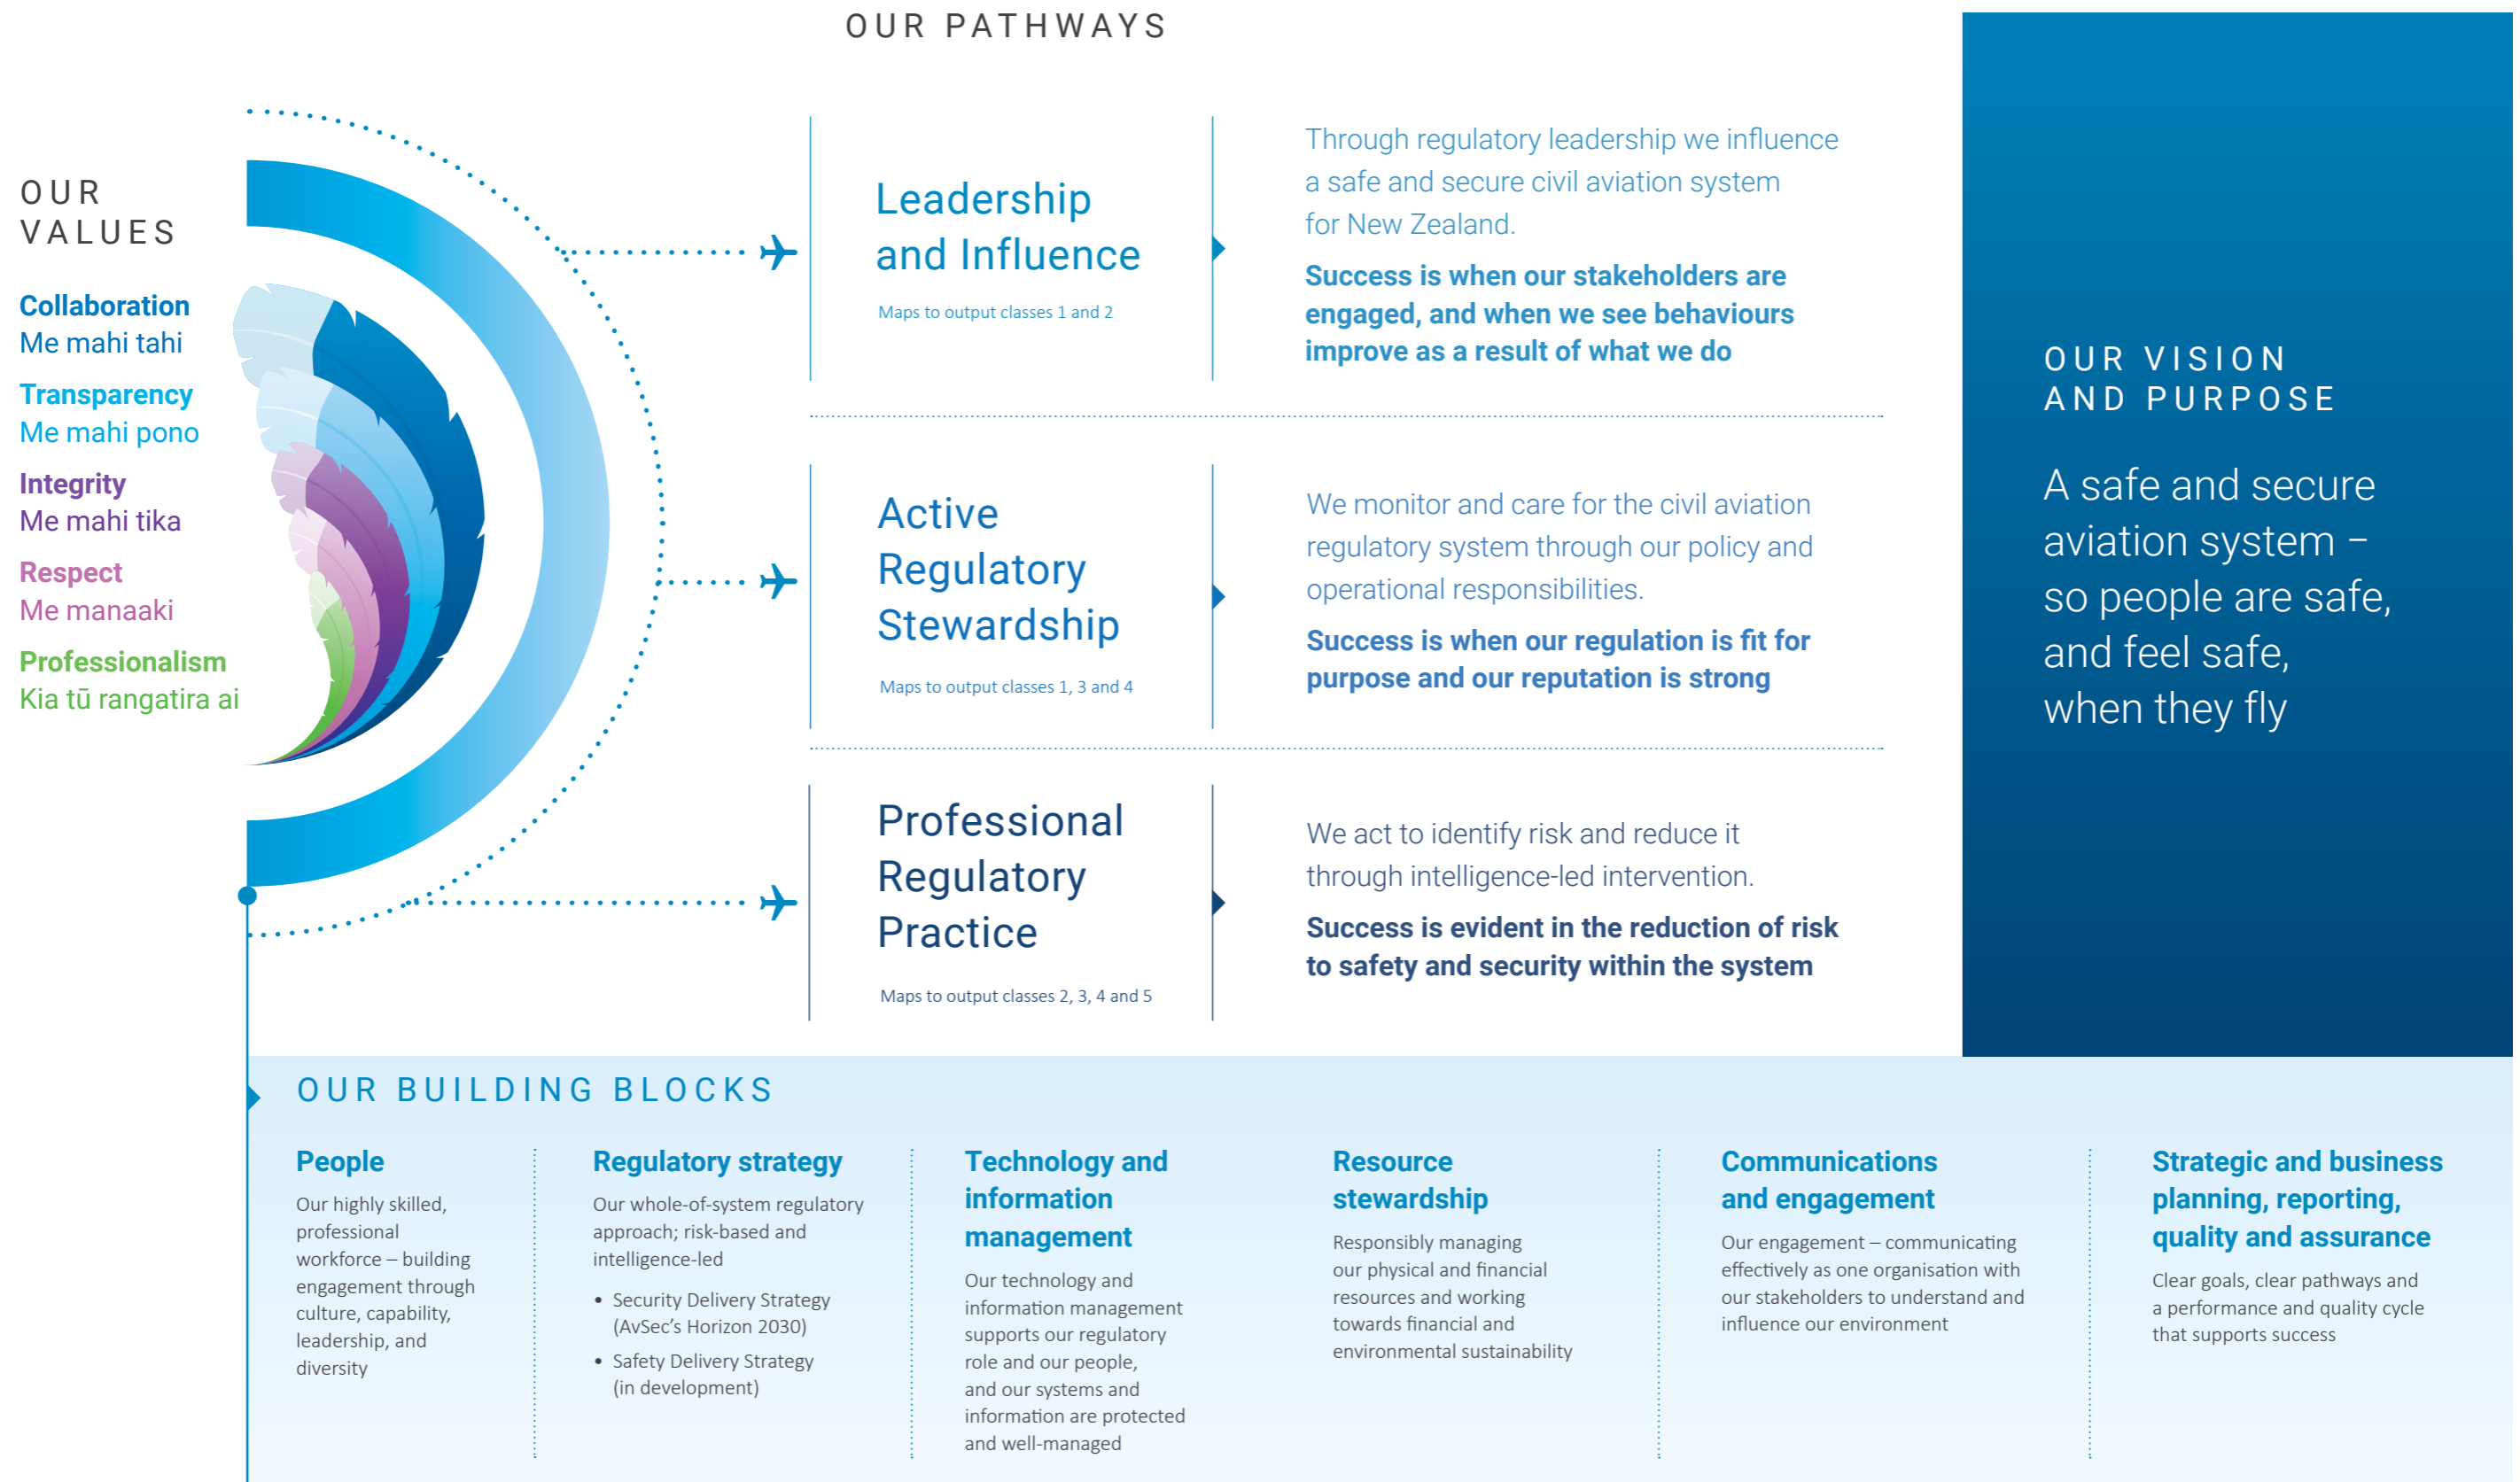 OUR PATHWAYS
OUR
VALUES
Collaboration
Me mahi tahi
Transparency
Me mahi pono
Integrity
Me mahi tika
Respect
Me manaaki
Professionalism
Kia tū rangatira ai
Leadership
and Influence
Maps to output classes 1 and 2
Through regulatory leadership we influence
a safe and secure civil aviation system
for New Zealand.
Success is when our stakeholders are
engaged, and when we see behaviours
improve as a result of what we do
Active
Regulatory
Stewardship
Maps to output classes 1, 3 and 4
We monitor and care for the civil aviation
regulatory system through our policy and
operational responsibilities.
Success is when our regulation is fit for
purpose and our reputation is strong
Professional
Regulatory
Practice
Maps to output classes 2, 3, 4 and 5
We act to identify risk and reduce it
through intelligence-led intervention.
Success is evident in the reduction of risk
to safety and security within the system
OUR VISION
AND PURPOSE
A safe and secure
aviation system –
so people are safe,
and feel safe,
when they fly
OUR BUILDING BLOCKS
People
Our highly skilled,
professional
workforce – building
engagement through
culture, capability,
leadership, and
diversity
Regulatory strategy
Our whole-of-system regulatory
approach; risk-based and
intelligence-led
• Security Delivery Strategy
(AvSec's Horizon 2030)
• Safety Delivery Strategy
(in development)
Technology and
information
management
Our technology and
information management
supports our regulatory
role and our people,
and our systems and
information are protected
and well-managed
Resource
stewardship
Responsibly managing
our physical and financial
resources and working
towards financial and
environmental sustainability
Communications
and engagement
Our engagement – communicating
effectively as one organisation with
our stakeholders to understand and
influence our environment
Strategic and business
planning, reporting,
quality and assurance
Clear goals, clear pathways and
a performance and quality cycle
that supports success